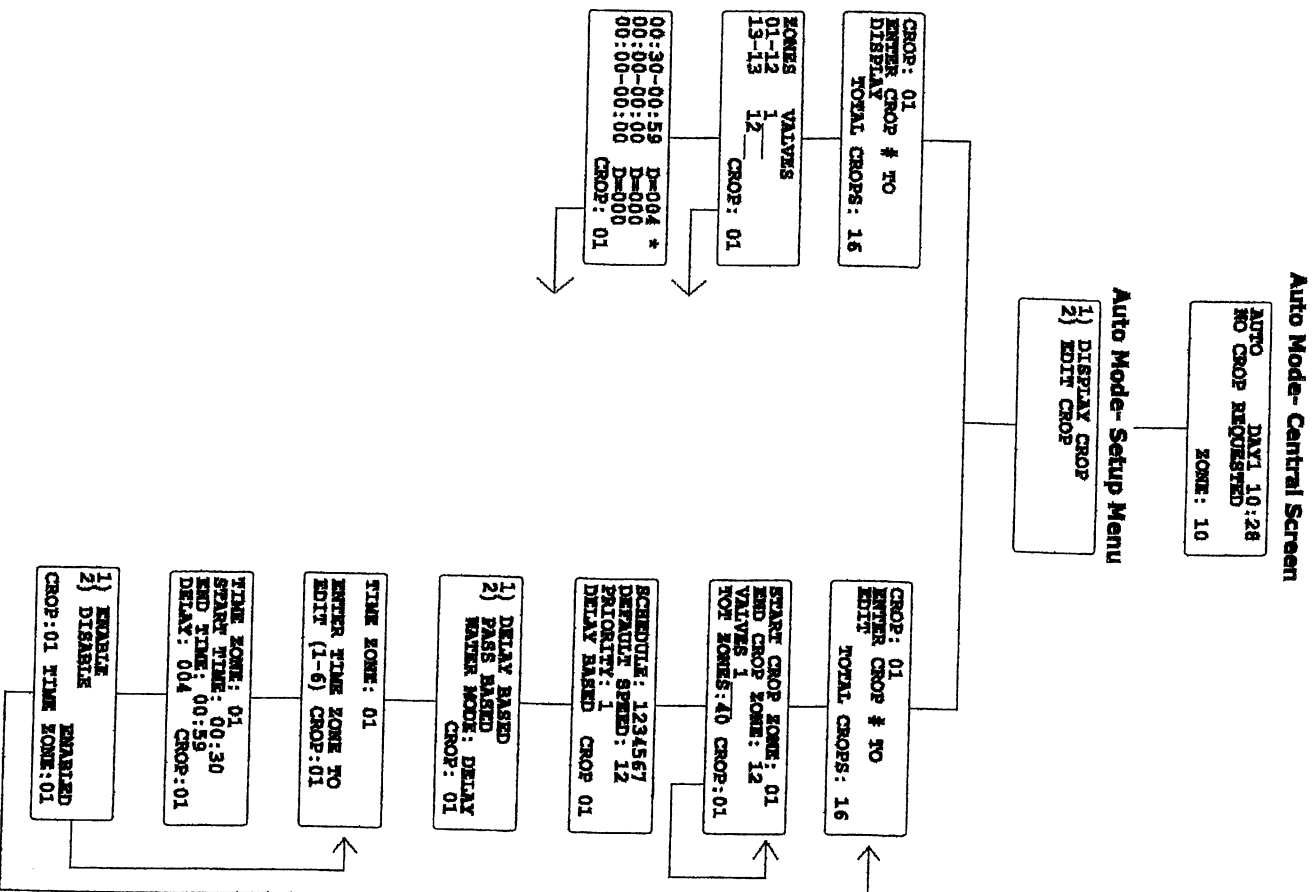 Auto Mode- Central Screen
AUTO DAY1 10:28
NO CROP REQUESTED
ZONE: 10
Auto Mode- Setup Menu
1) DISPLAY CROP
2) EDIT CROP
CROP: 01
ENTER CROP # TO
DISPLAY
TOTAL CROPS: 16
ZONES VALVES
01-12 1
13-13 12__
CROP: 01
00:30-00:59 D=004 *
00:00-00:00 D=000
00:00-00:00 D=000
CROP: 01
CROP: 01
ENTER CROP # TO
EDIT
TOTAL CROPS: 16
START CROP ZONE: 01
END CROP ZONE: 12
VALVES 1___
TOT ZONES:40 CROP:01
SCHEDULE: 1234567
DEFAULT SPEED: 12
PRIORITY: 1
DELAY BASED CROP 01
1) DELAY BASED
2) PASS BASED
WATER MODE: DELAY
CROP: 01
TIME ZONE: 01
ENTER TIME ZONE TO
EDIT (1-6) CROP:01
TIME ZONE: 01
START TIME: 00:30
END TIME: 00:59
DELAY: 004 CROP:01
1) ENABLE
2) DISABLE
ENABLED
CROP:01 TIME ZONE:01